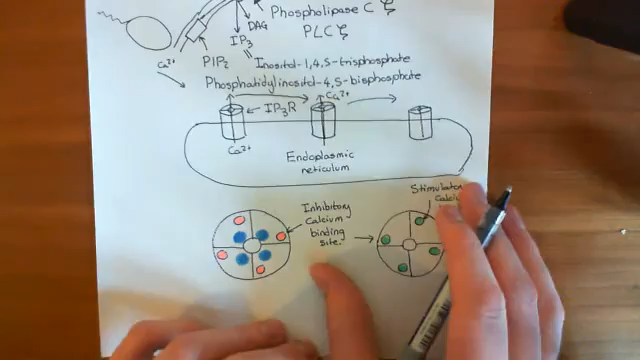 Phospholipase C ζ
PLC ζ
DAG
IP3
Ca2+
PIP2
Inositol-1,4,5-trisphosphate
Phosphatidylinositol-4,5-bisphosphate
Ca2+
IP3R
Ca2+
Endoplasmic
reticulum
Inhibitory
Calcium
binding
site.